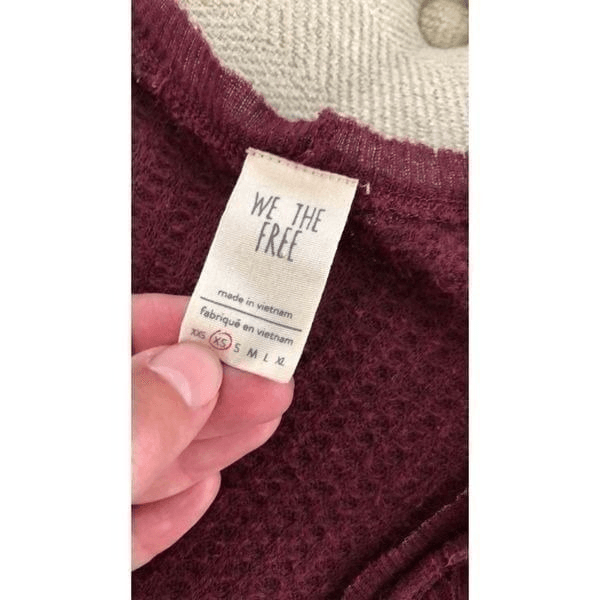 WE THE
FREE
made in vietnam
fabriqué en vietnam
XXS XS S M L XL